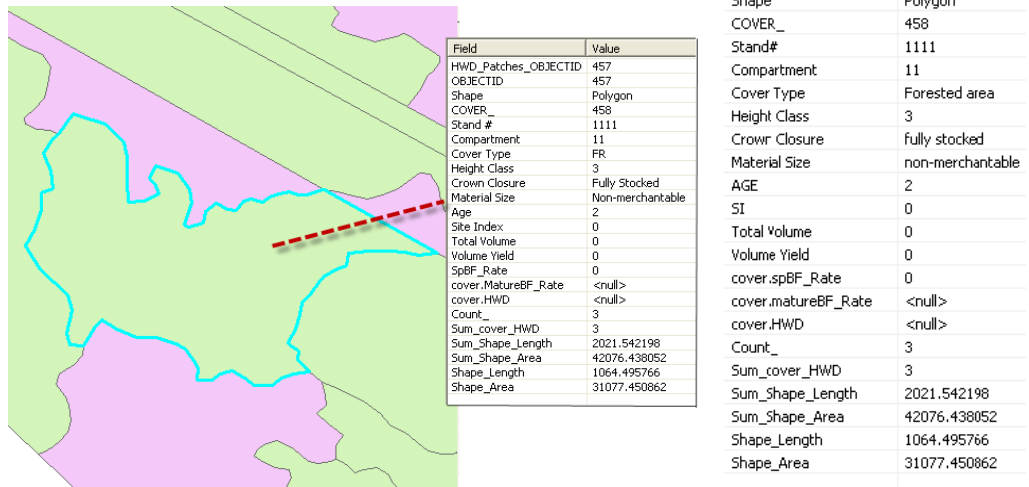 Field Value
HWD_Patches_OBJECTID 457
OBJECTID 457
Shape Polygon
COVER_ 458
Stand # 1111
Compartment 11
Cover Type FR
Height Class 3
Crown Closure Fully Stocked
Material Size Non-merchantable
Age 2
Site Index 0
Total Volume 0
Volume Yield 0
SpBF_Rate 0
cover.MatureBF_Rate <null>
cover.HWD <null>
Count_ 3
Sum_cover_HWD 3
Sum_Shape_Length 2021.542198
Sum_Shape_Area 42076.438052
Shape_Length 1064.495766
Shape_Area 31077.450862
Shape Polygon
COVER_ 458
Stand# 1111
Compartment 11
Cover Type Forested area
Height Class 3
Crown Closure fully stocked
Material Size non-merchantable
AGE 2
SI 0
Total Volume 0
Volume Yield 0
cover.spBF_Rate 0
cover.matureBF_Rate <null>
cover.HWD <null>
Count_ 3
Sum_cover_HWD 3
Sum_Shape_Length 2021.542198
Sum_Shape_Area 42076.438052
Shape_Length 1064.495766
Shape_Area 31077.450862